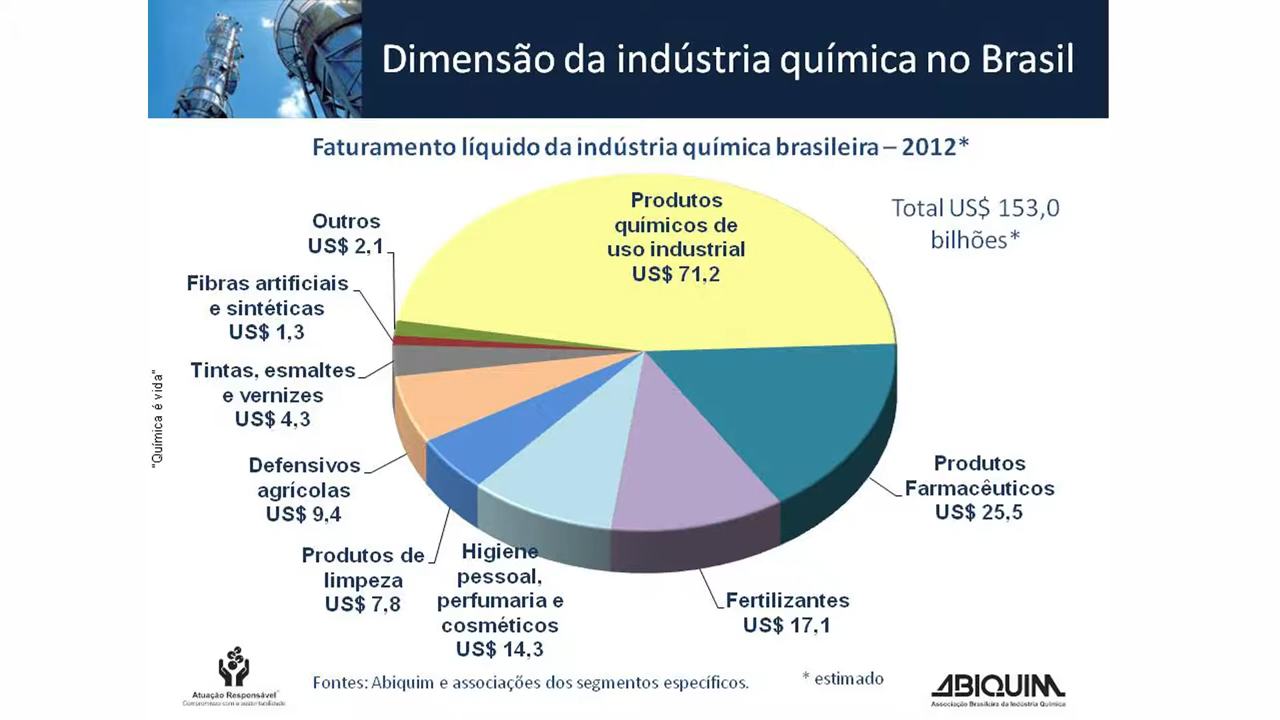 Dimensão da indústria química no Brasil
Faturamento líquido da indústria química brasileira – 2012*
Total US$ 153,0
bilhões*
Produtos
químicos de
uso industrial
US$ 71,2
Outros
US$ 2,1
Fibras artificiais
e sintéticas
US$ 1,3
Tintas, esmaltes
e vernizes
US$ 4,3
"Química é vida"
Defensivos
agrícolas
US$ 9,4
Produtos
Farmacêuticos
US$ 25,5
Produtos de
limpeza
US$ 7,8
Higiene
pessoal,
perfumaria e
cosméticos
US$ 14,3
Fertilizantes
US$ 17,1
Atuação Responsável
Compromisso com a sustentabilidade
Fontes: Abiquim e associações dos segmentos específicos.
* estimado
ABIQUIM
Associação Brasileira da Indústria Química